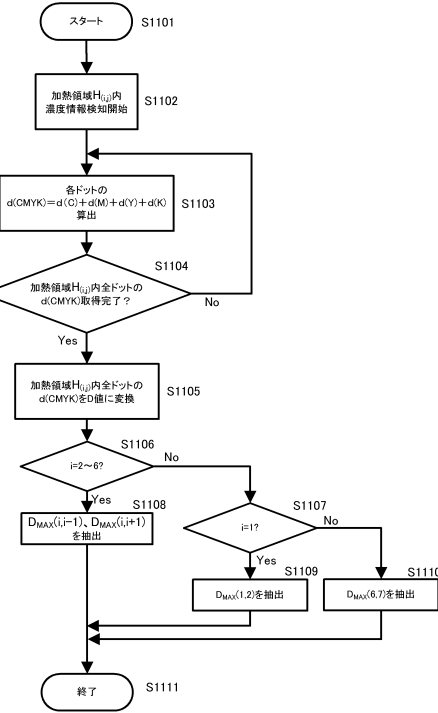 スタート
S1101
加熱領域H(i,j)内
濃度情報検知開始
S1102
各ドットの
d(CMYK)=d(C)+d(M)+d(Y)+d(K)
算出
S1103
S1104
加熱領域H(i,j)内全ドットの
d(CMYK)取得完了?
No
Yes
加熱領域H(i,j)内全ドットの
d(CMYK)をD値に変換
S1105
S1106
i=2~6?
No
Yes
S1108
DMAX(i,i−1)、DMAX(i,i+1)
を抽出
S1107
i=1?
No
Yes
S1109
DMAX(1,2)を抽出
S1110
DMAX(6,7)を抽出
終了
S1111